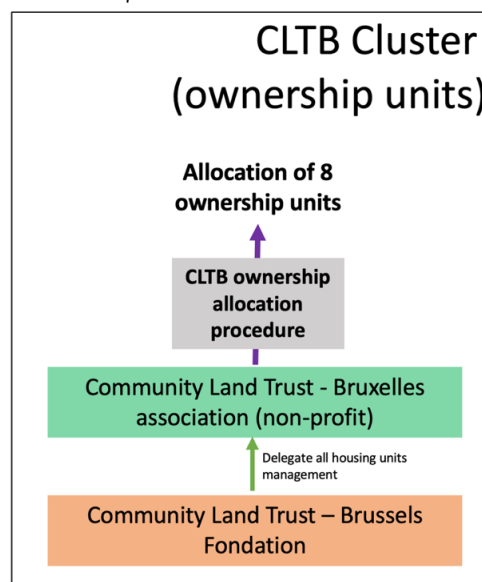 CLTB Cluster
(ownership units)
Allocation of 8
ownership units
CLTB ownership
allocation
procedure
Community Land Trust - Bruxelles
association (non-profit)
Delegate all housing units
management
Community Land Trust – Brussels
Fondation